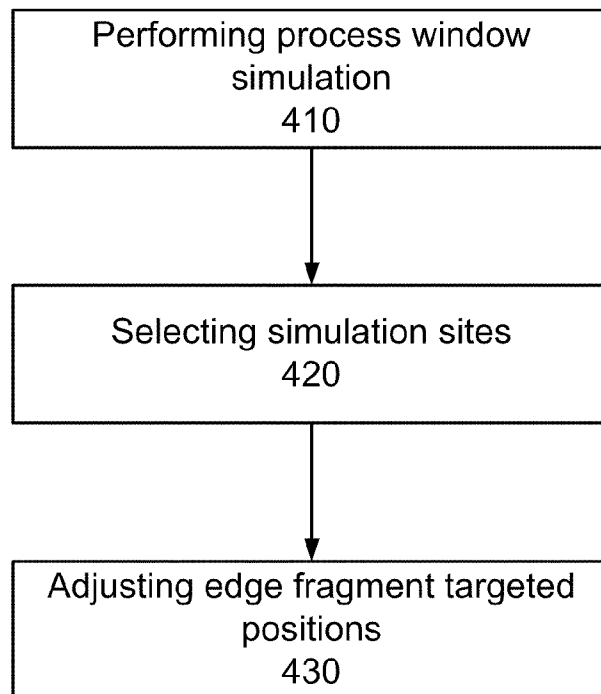 Performing process window
simulation
410
Selecting simulation sites
420
Adjusting edge fragment targeted
positions
430